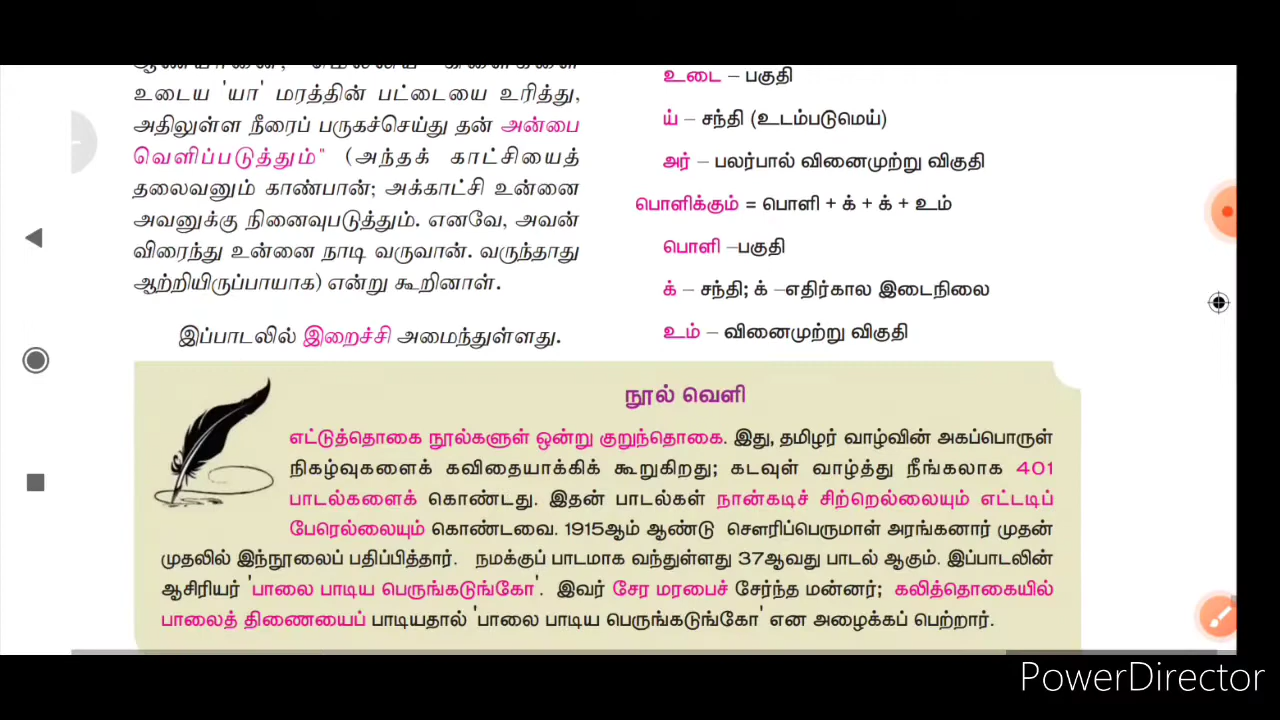 உடைய 'யா' மரத்தின் பட்டையை உரித்து,
அதிலுள்ள நீரைப் பருகச்செய்து தன் அன்பை
வெளிப்படுத்தும்" (அந்தக் காட்சியைத்
தலைவனும் காண்பான்; அக்காட்சி உன்னை
அவனுக்கு நினைவுபடுத்தும். எனவே, அவன்
விரைந்து உன்னை நாடி வருவான். வருந்தாது
ஆற்றியிருப்பாயாக) என்று கூறினாள்.
இப்பாடலில் இறைச்சி அமைந்துள்ளது.
உடை – பகுதி
ய் – சந்தி (உடம்படுமெய்)
அர் – பலர்பால் வினைமுற்று விகுதி
பொளிக்கும் = பொளி + க் + க் + உம்
பொளி –பகுதி
க் – சந்தி; க் –எதிர்கால இடைநிலை
உம் – வினைமுற்று விகுதி
நூல் வெளி
எட்டுத்தொகை நூல்களுள் ஒன்று குறுந்தொகை. இது, தமிழர் வாழ்வின் அகப்பொருள்
நிகழ்வுகளைக் கவிதையாக்கிக் கூறுகிறது; கடவுள் வாழ்த்து நீங்கலாக 401
பாடல்களைக் கொண்டது. இதன் பாடல்கள் நான்கடிச் சிற்றெல்லையும் எட்டடிப்
பேரெல்லையும் கொண்டவை. 1915ஆம் ஆண்டு சௌரிப்பெருமாள் அரங்கனார் முதன்
முதலில் இந்நூலைப் பதிப்பித்தார். நமக்குப் பாடமாக வந்துள்ளது 37ஆவது பாடல் ஆகும். இப்பாடலின்
ஆசிரியர் 'பாலை பாடிய பெருங்கடுங்கோ'. இவர் சேர மரபைச் சேர்ந்த மன்னர்; கலித்தொகையில்
பாலைத் திணையைப் பாடியதால் 'பாலை பாடிய பெருங்கடுங்கோ' என அழைக்கப் பெற்றார்.
PowerDirector